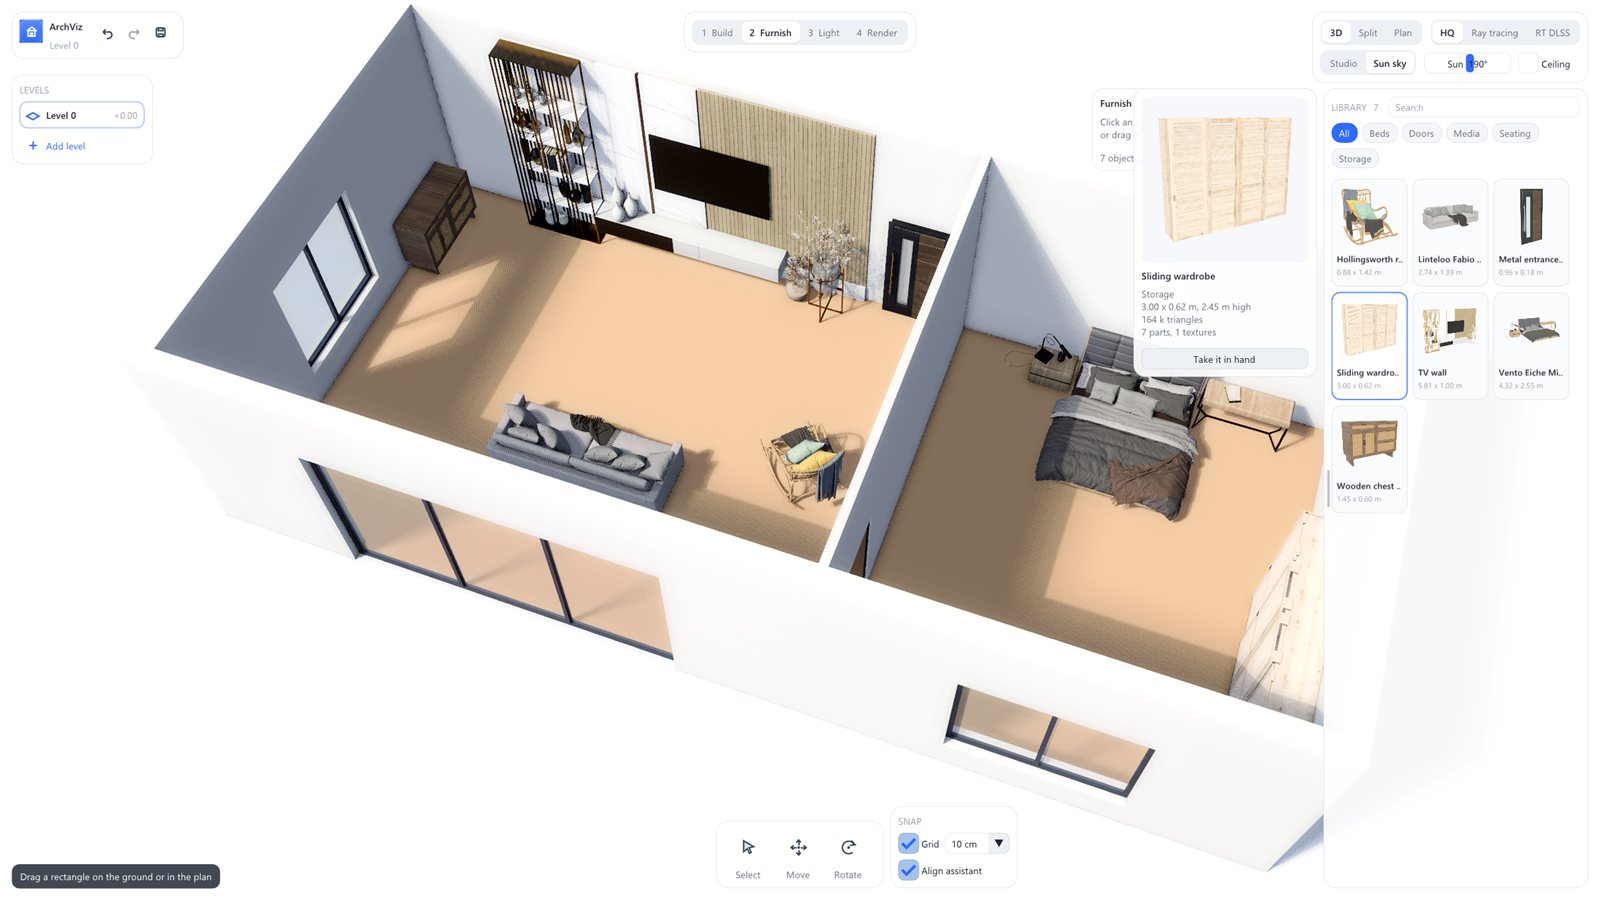 ArchViz
Level 0
1 Build
2 Furnish
3 Light
4 Render
3D
Split
Plan
HQ
Ray tracing
RT DLSS
Studio
Sun sky
Sun 190°
Ceiling
LEVELS
Level 0
+0.00
+ Add level
Furnish
Click an
or drag
7 object
Sliding wardrobe
Storage
3.00 x 0.62 m, 2.45 m high
164 k triangles
7 parts, 1 textures
Take it in hand
LIBRARY 7
Search
All
Beds
Doors
Media
Seating
Storage
Hollingsworth r..
0.88 x 1.42 m
Linteloo Fabio ..
2.74 x 1.39 m
Metal entrance..
0.96 x 0.18 m
Sliding wardro..
3.00 x 0.62 m
TV wall
5.81 x 1.00 m
Vento Eiche Mi..
4.32 x 2.55 m
Wooden chest ..
1.45 x 0.60 m
Select
Move
Rotate
SNAP
Grid
10 cm
Align assistant
Drag a rectangle on the ground or in the plan